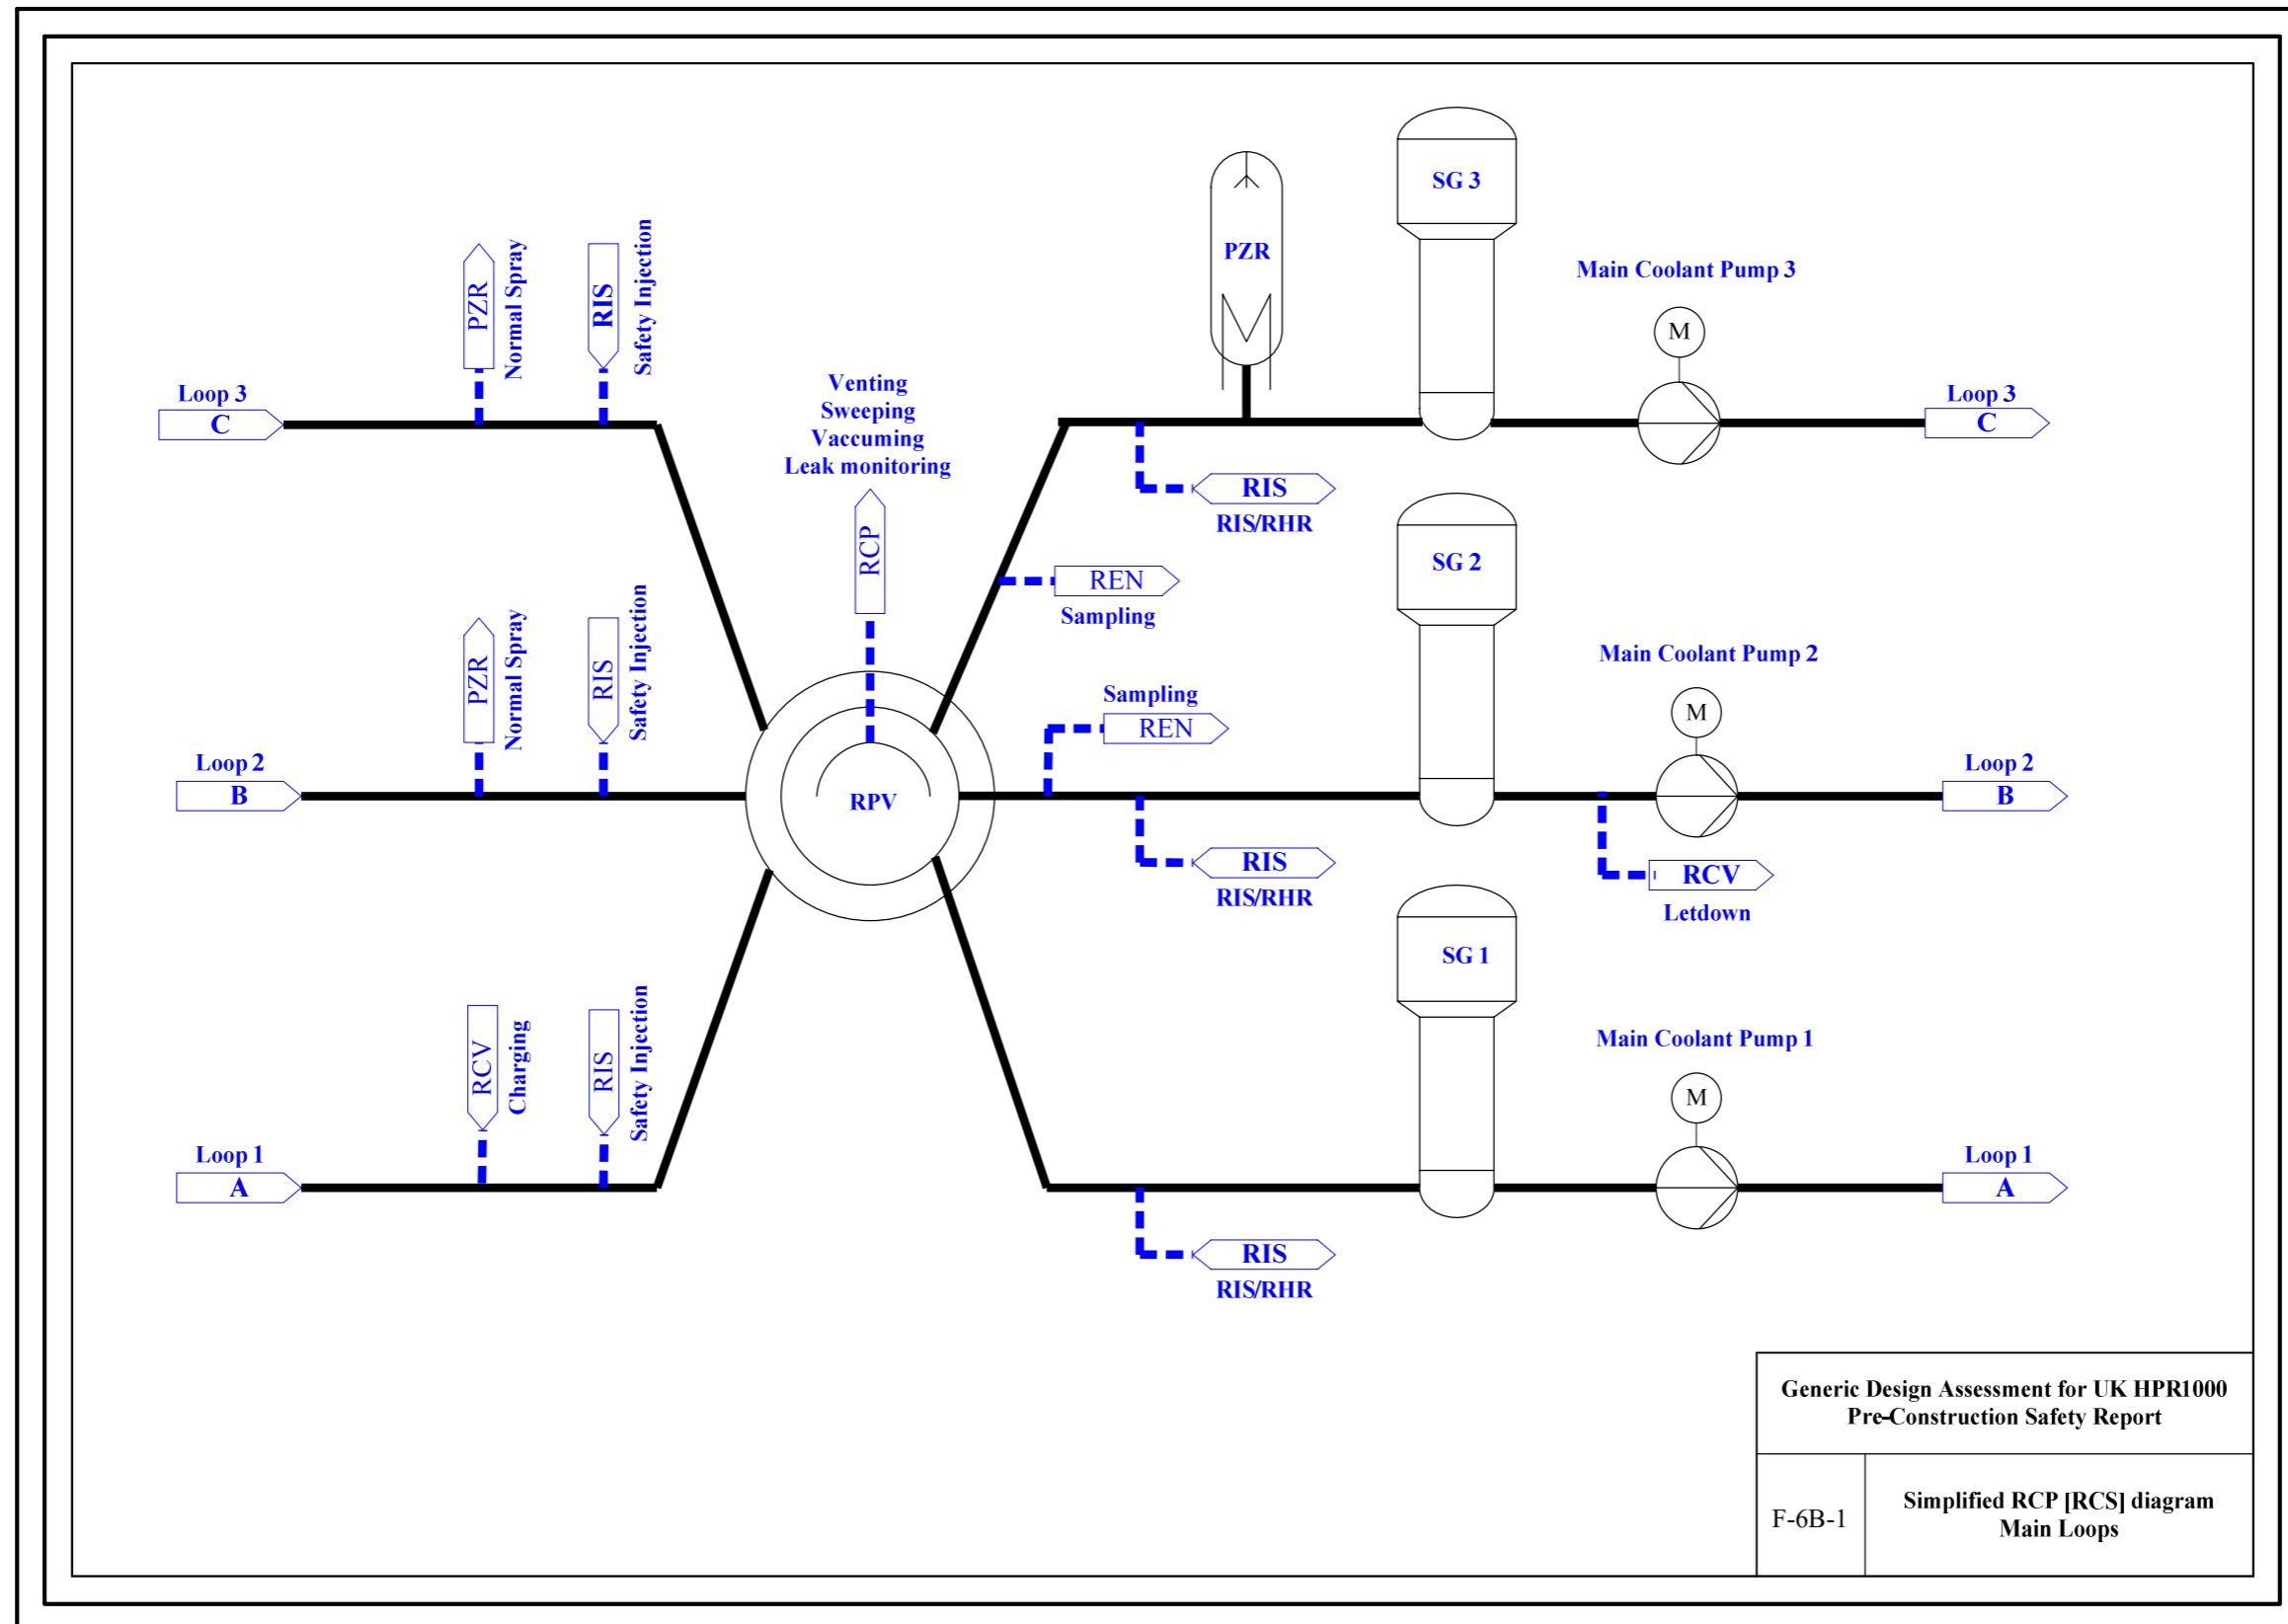 SG 3
PZR
Main Coolant Pump 3
M
PZR
Normal Spray
RIS
Safety Injection
Loop 3
C
Venting
Sweeping
Vaccuming
Leak monitoring
Loop 3
C
RIS
RIS/RHR
RCP
REN
Sampling
SG 2
Main Coolant Pump 2
M
PZR
Normal Spray
RIS
Safety Injection
Sampling
REN
Loop 2
B
RPV
Loop 2
B
RIS
RIS/RHR
RCV
Letdown
SG 1
Main Coolant Pump 1
M
RCV
Charging
RIS
Safety Injection
Loop 1
A
Loop 1
A
RIS
RIS/RHR
Generic Design Assessment for UK HPR1000
Pre-Construction Safety Report
F-6B-1
Simplified RCP [RCS] diagram
Main Loops